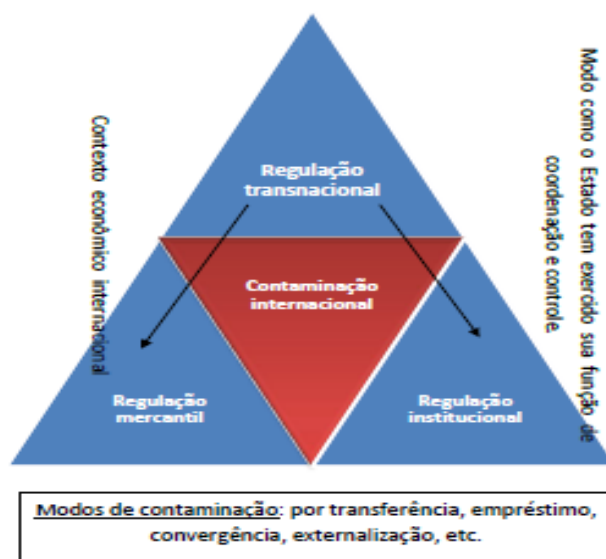 Regulação
transnacional
Contexto econômico internacional
Modo como o Estado tem exercido sua função de
coordenação e controle.
Contaminação
internacional
Regulação
mercantil
Regulação
institucional
Modos de contaminação: por transferência, empréstimo,
convergência, externalização, etc.